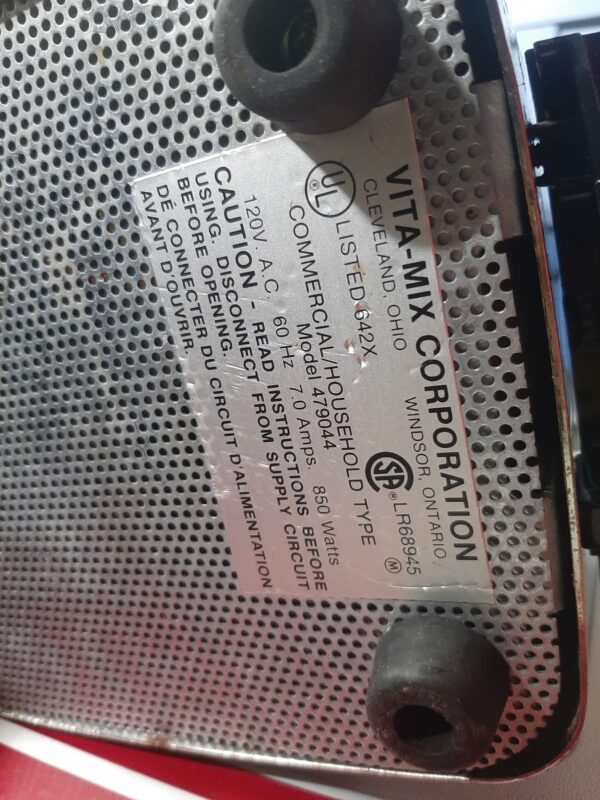 VITA-MIX CORPORATION
CLEVELAND, OHIO WINDSOR, ONTARIO
UL ® LISTED 642X SA ® LR68945 M
COMMERCIAL/HOUSEHOLD TYPE
Model 479044
120V. A.C. 60 Hz 7.0 Amps. 850 Watts
CAUTION - READ INSTRUCTIONS BEFORE
USING. DISCONNECT FROM SUPPLY CIRCUIT
BEFORE OPENING.
DÉ CONNECTER DU CIRCUIT D'ALIMENTATION
AVANT D'OUVRIR.